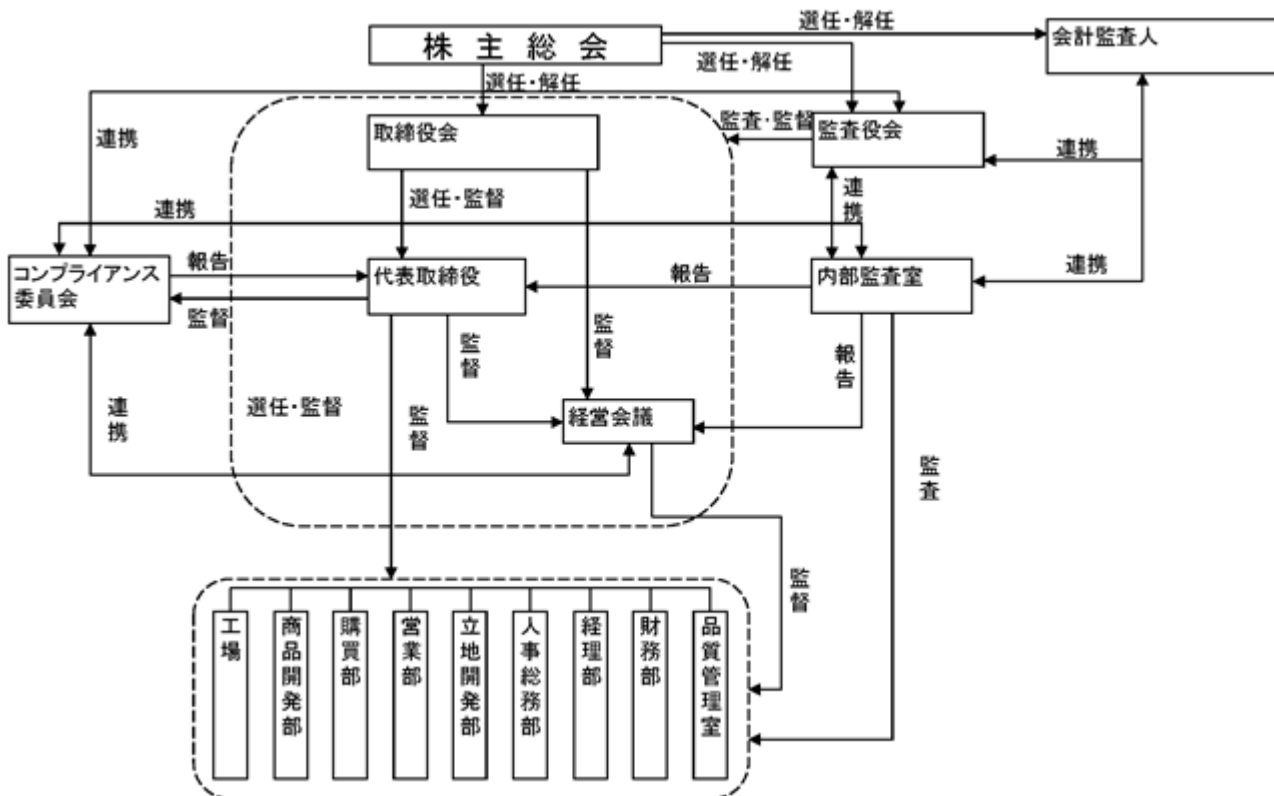 選任・解任
会計監査人
株主総会
選任・解任
選任・解任
連携
取締役会
監査・監督
監査役会
連携
選任・監督
連携
連携
コンプライアンス
委員会
報告
代表取締役
報告
内部監査室
連携
監督
監督
監督
報告
連携
選任・監督
監督
経営会議
監査
監督
工場
商品開発部
購買部
営業部
立地開発部
人事総務部
経理部
財務部
品質管理室